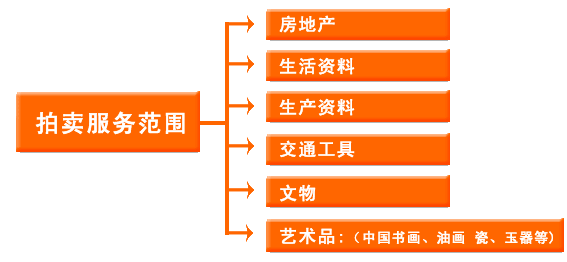 拍卖服务范围
房地产
生活资料
生产资料
交通工具
文物
艺术品：（中国书画、油画 瓷、玉器等）